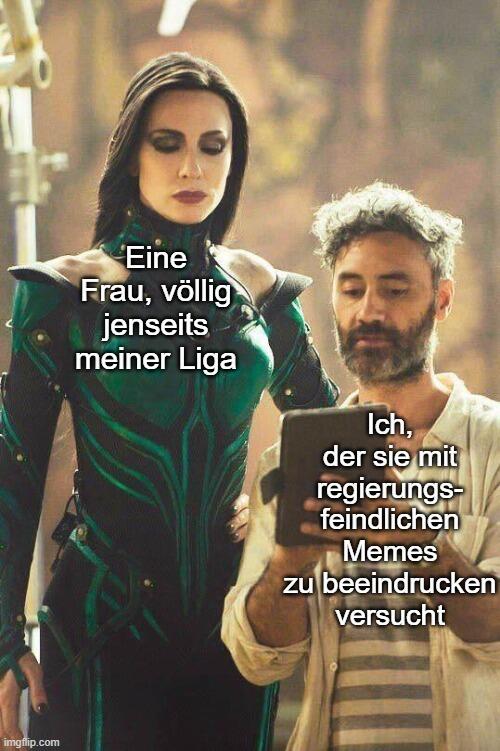 Eine
Frau, völlig
jenseits
meiner Liga
Ich,
der sie mit
regierungs-
feindlichen
Memes
zu beeindrucken
versucht
imgflip.com